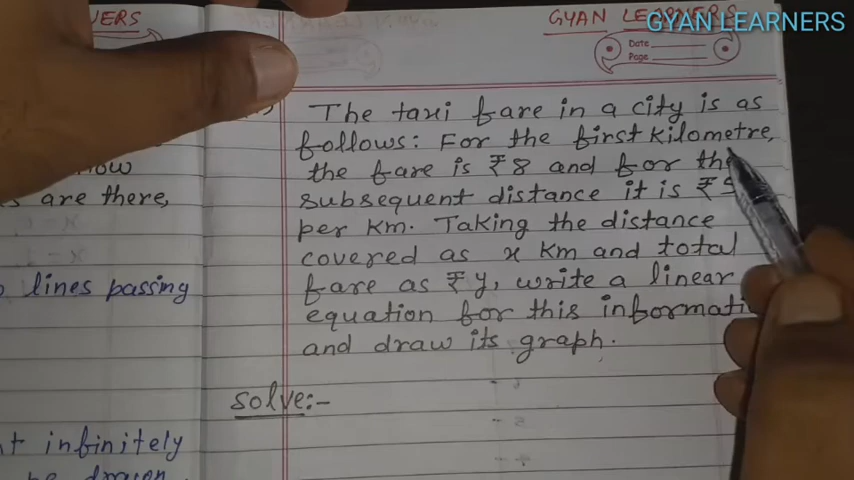 GYAN LEARNERS
GYAN LEARNERS
Date
Page
The taxi fare in a city is as
follows: For the first kilometre,
the fare is ₹8 and for the
subsequent distance it is ₹5
per km. Taking the distance
covered as x km and total
fare as ₹y, write a linear
equation for this informati
and draw its graph.
Solve:-
are there,
lines passing
infinitely
be drawn